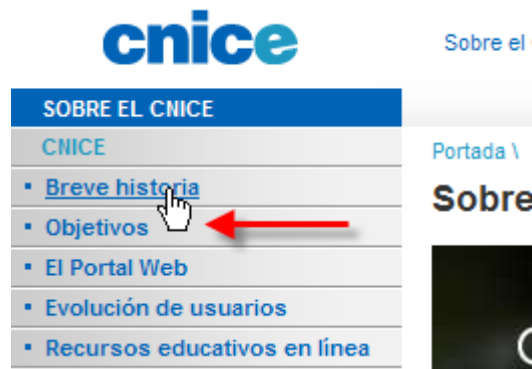 cnice
Sobre el
SOBRE EL CNICE
CNICE
Breve historia
Objetivos
El Portal Web
Evolución de usuarios
Recursos educativos en línea
Portada \
Sobre